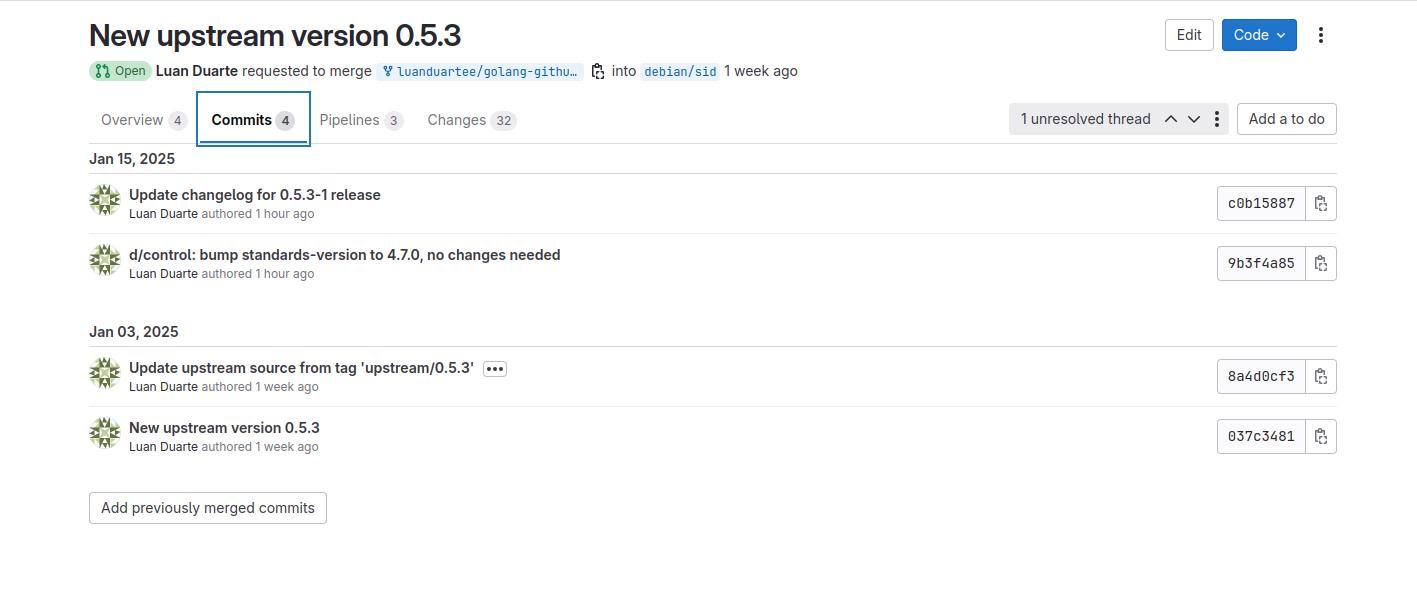 New upstream version 0.5.3
Edit
Code
Open Luan Duarte requested to merge luanduartee/golang-githu… into debian/sid 1 week ago
Overview 4 Commits 4 Pipelines 3 Changes 32
1 unresolved thread
Add a to do
Jan 15, 2025
Update changelog for 0.5.3-1 release
Luan Duarte authored 1 hour ago
c0b15887
d/control: bump standards-version to 4.7.0, no changes needed
Luan Duarte authored 1 hour ago
9b3f4a85
Jan 03, 2025
Update upstream source from tag 'upstream/0.5.3'
Luan Duarte authored 1 week ago
8a4d0cf3
New upstream version 0.5.3
Luan Duarte authored 1 week ago
037c3481
Add previously merged commits